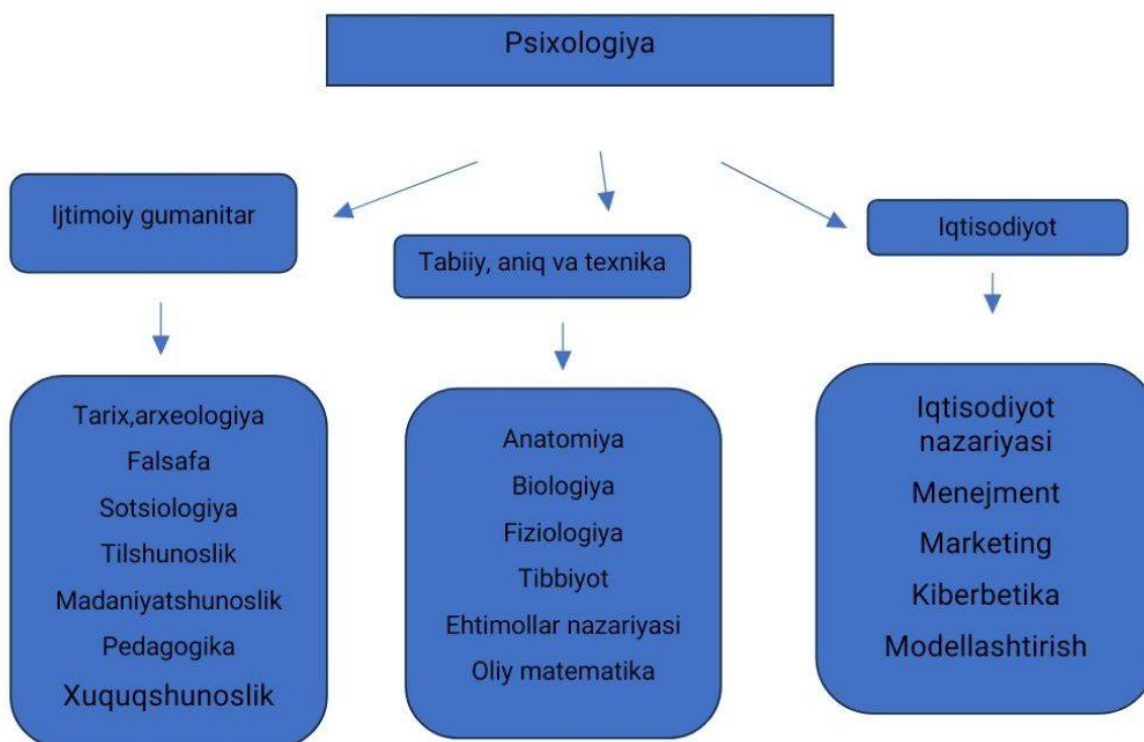 Psixologiya
Ijtimoiy gumanitar
Tabiiy, aniq va texnika
Iqtisodiyot
Tarix,arxeologiya
Falsafa
Sotsiologiya
Tilshunoslik
Madaniyatshunoslik
Pedagogika
Xuquqshunoslik
Anatomiya
Biologiya
Fiziologiya
Tibbiyot
Ehtimollar nazariyasi
Oliy matematika
Iqtisodiyot
nazariyasi
Menejment
Marketing
Kiberbetika
Modellashtirish